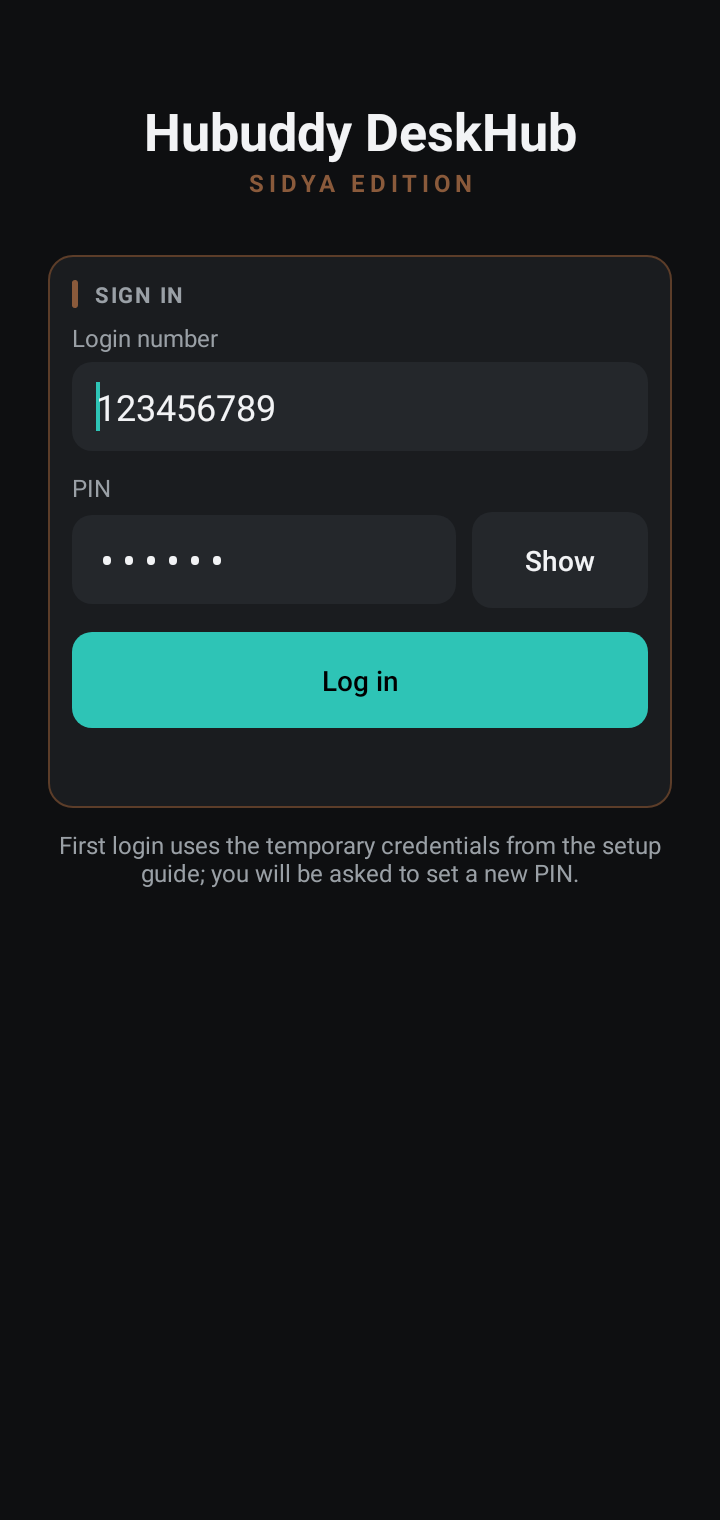 Hubuddy DeskHub
SIDYA EDITION
SIGN IN
Login number
123456789
PIN
••••••
Show
Log in
First login uses the temporary credentials from the setup
guide; you will be asked to set a new PIN.